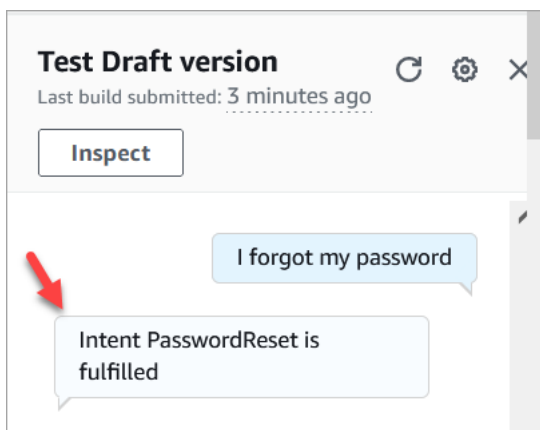 Test Draft version
Last build submitted: 3 minutes ago
Inspect
I forgot my password
Intent PasswordReset is
fulfilled